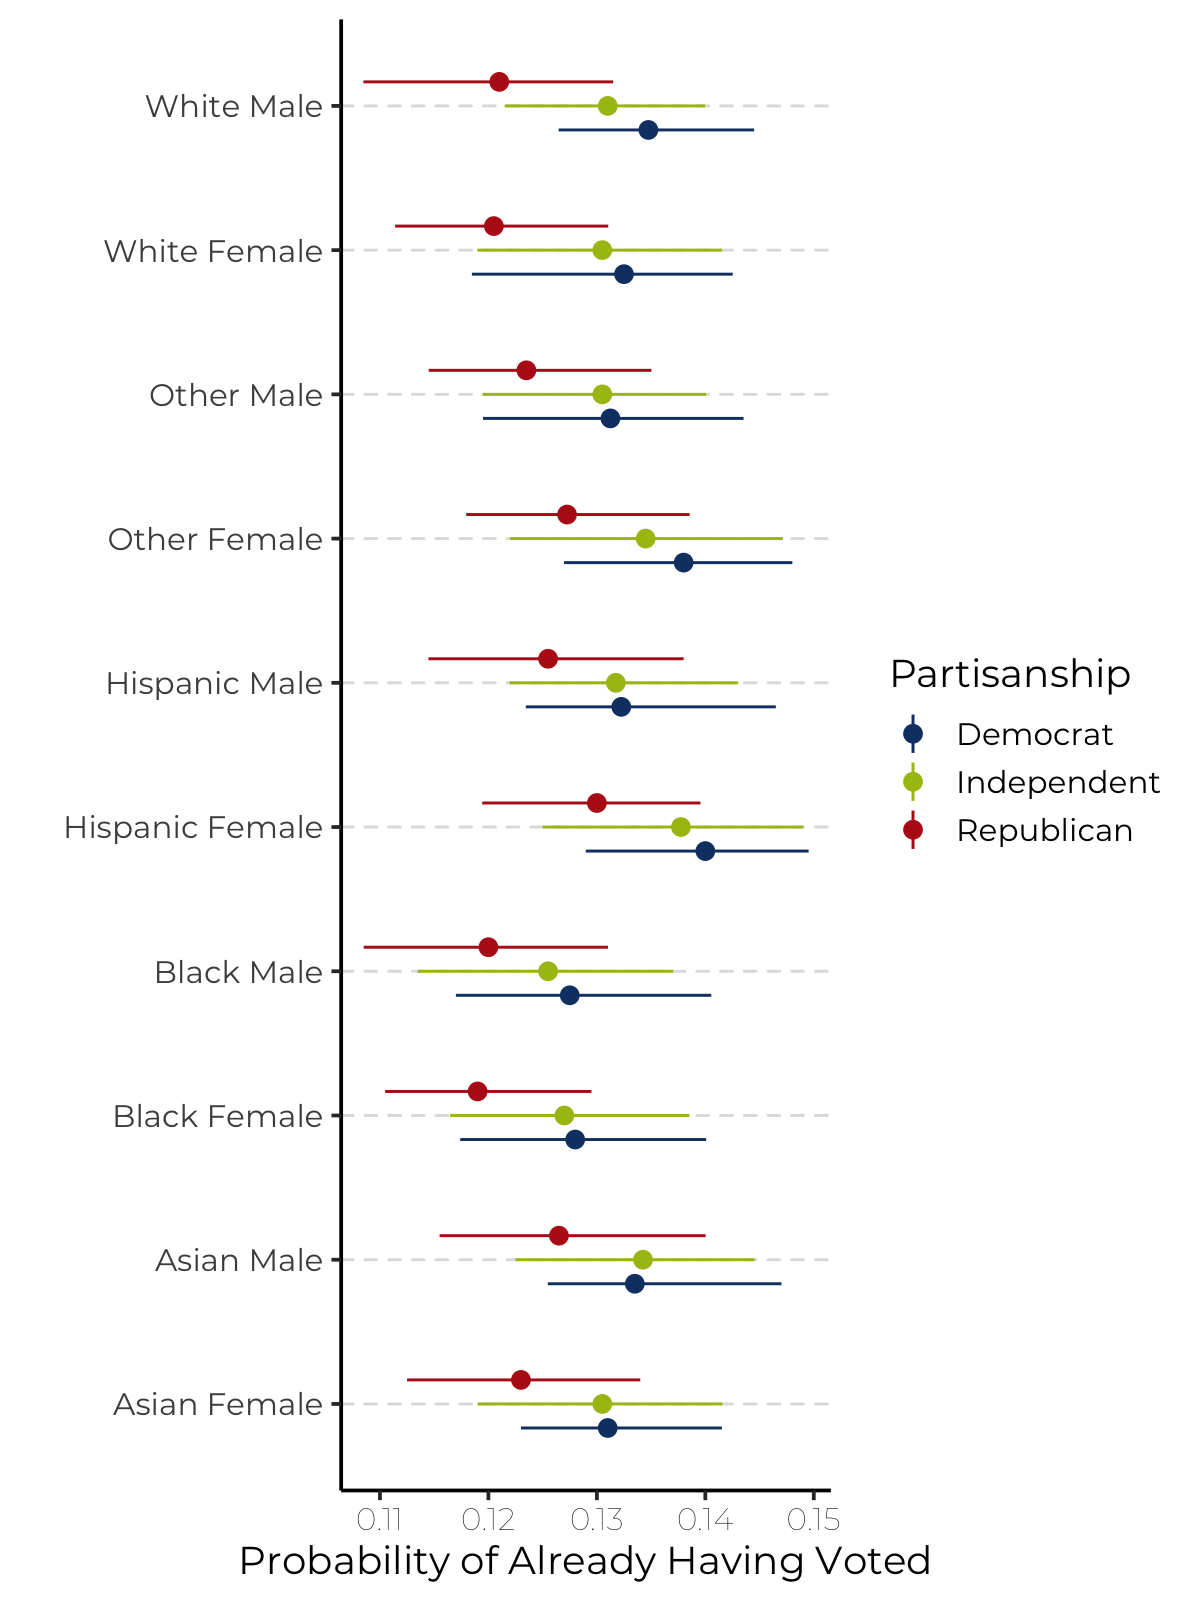 White Male
White Female
Other Male
Other Female
Hispanic Male
Hispanic Female
Black Male
Black Female
Asian Male
Asian Female
0.11 0.12 0.13 0.14 0.15
Probability of Already Having Voted
Partisanship
Democrat
Independent
Republican